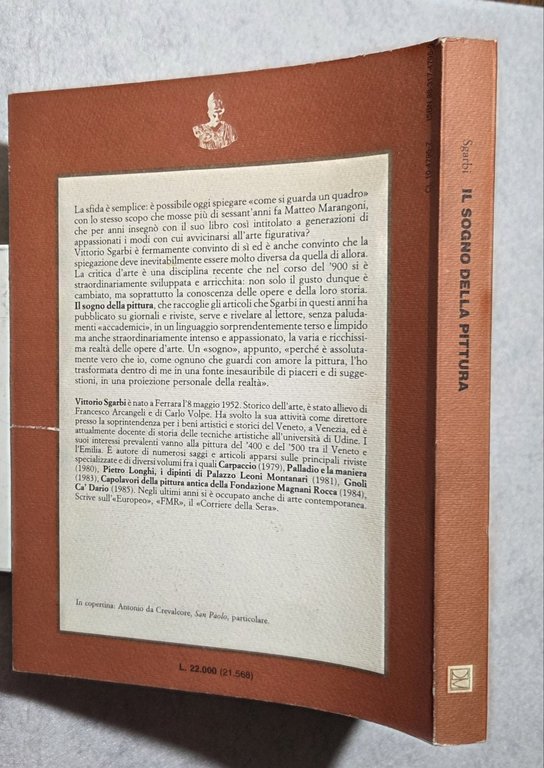 La sfida è semplice: è possibile oggi spiegare «come si guarda un quadro»
con lo stesso scopo che mosse più di sessant'anni fa Matteo Marangoni,
che per anni insegnò con il suo libro così intitolato a generazioni di
appassionati i modi con cui avvicinarsi all'arte figurativa?
Vittorio Sgarbi è fermamente convinto di sì ed è anche convinto che la
spiegazione deve inevitabilmente essere molto diversa da quella di allora.
La critica d'arte è una disciplina recente che nel corso del '900 si è
straordinariamente sviluppata e arricchita: non solo il gusto dunque è
cambiato, ma soprattutto la conoscenza delle opere e della loro storia.
Il sogno della pittura, che raccoglie gli articoli che Sgarbi in questi anni ha
pubblicato su giornali e riviste, serve e rivelare al lettore, senza paluda-
menti «accademici», in un linguaggio sorprendentemente terso e limpido
ma anche straordinariamente intenso e appassionato, la varia e ricchissi-
ma realtà delle opere d'arte. Un «sogno», appunto, «perché è assoluta-
mente vero che io, come ognuno che guardi con amore la pittura, l'ho
trasformata dentro di me in una fonte inesauribile di piaceri e di sugge-
stioni, in una proiezione personale della realtà».
Vittorio Sgarbi è nato a Ferrara l'8 maggio 1952. Storico dell'arte, è stato allievo di
Francesco Arcangeli e di Carlo Volpe. Ha svolto la sua attività come direttore
presso la soprintendenza per i beni artistici e storici del Veneto, a Venezia, ed è
attualmente docente di storia delle tecniche artistiche all'università di Udine. I
suoi interessi prevalenti vanno alla pittura del '400 e del '500 tra il Veneto e
l'Emilia. È autore di numerosi saggi e articoli apparsi sulle principali riviste
specializzate e di diversi volumi fra i quali Carpaccio (1979), Palladio e la maniera
(1980), Pietro Longhi, i dipinti di Palazzo Leoni Montanari (1981), Gnoli
(1983), Capolavori della pittura antica della Fondazione Magnani Rocca (1984),
Ca' Dario (1985). Negli ultimi anni si è occupato anche di arte contemporanea.
Scrive sull'«Europeo», «FMR», il «Corriere della Sera».
In copertina: Antonio da Crevalcore, San Paolo, particolare.
L. 22.000 (21.568)
Sgarbi IL SOGNO DELLA PITTURA